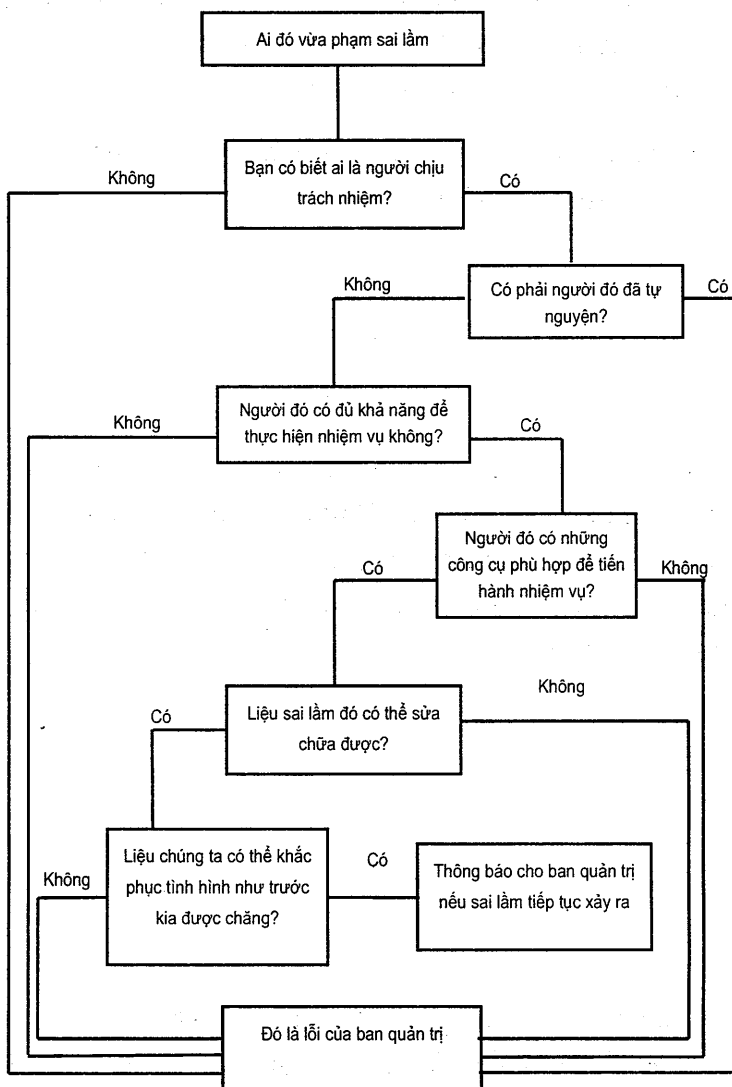 Ai đó vừa phạm sai lầm
Không
Bạn có biết ai là người chịu
trách nhiệm?
Có
Không
Có phải người đó đã tự
nguyện?
Có
Không
Người đó có đủ khả năng để
thực hiện nhiệm vụ không?
Có
Có
Người đó có những
công cụ phù hợp để tiến
hành nhiệm vụ?
Không
Có
Liệu sai lầm đó có thể sửa
chữa được?
Không
Không
Liệu chúng ta có thể khắc
phục tình hình như trước
kia được chăng?
Có
Thông báo cho ban quản trị
nếu sai lầm tiếp tục xảy ra
Đó là lỗi của ban quản trị